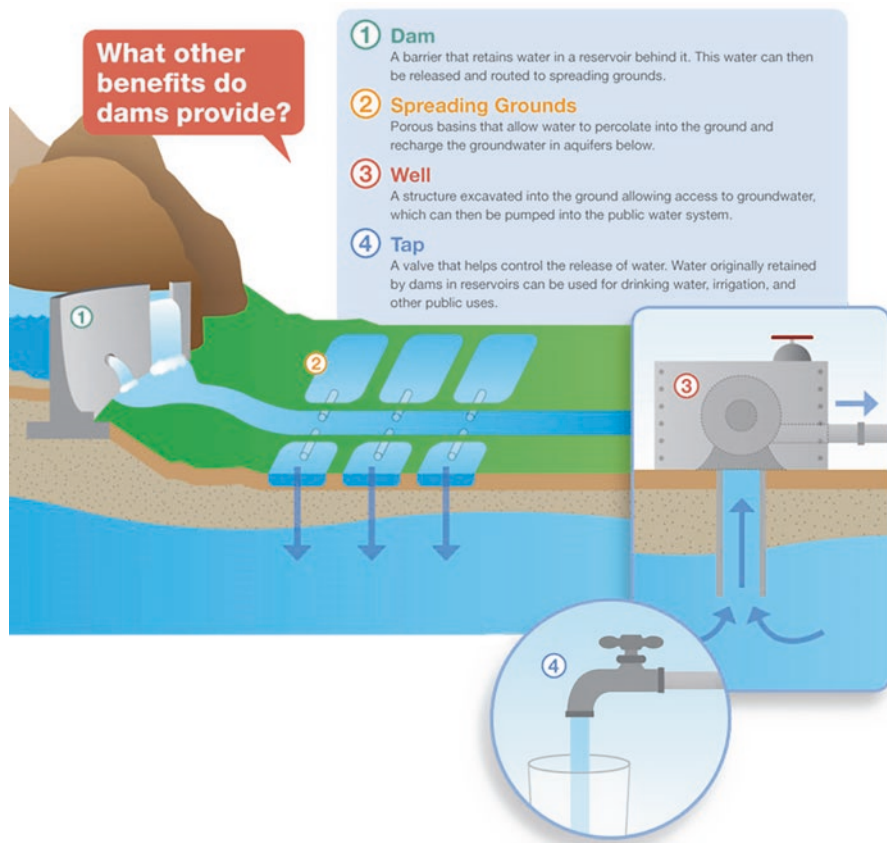 What other
benefits do
dams provide?
1 Dam
A barrier that retains water in a reservoir behind it. This water can then
be released and routed to spreading grounds.
2 Spreading Grounds
Porous basins that allow water to percolate into the ground and
recharge the groundwater in aquifers below.
3 Well
A structure excavated into the ground allowing access to groundwater,
which can then be pumped into the public water system.
4 Tap
A valve that helps control the release of water. Water originally retained
by dams in reservoirs can be used for drinking water, irrigation, and
other public uses.
1
2
3
4